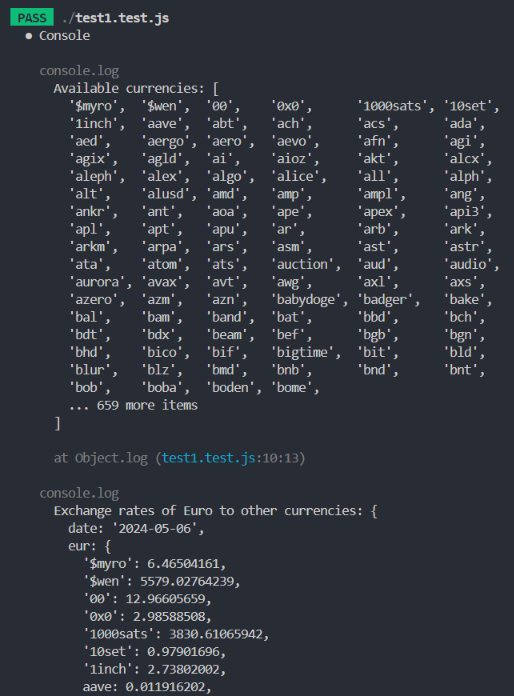 PASS ./test1.test.js
● Console
console.log
Available currencies: [
'$myro', '$wen', '00', '0x0', '1000sats', '10set',
'1inch', 'aave', 'abt', 'ach', 'acs', 'ada',
'aed', 'aergo', 'aero', 'aevo', 'afn', 'agi',
'agix', 'agld', 'ai', 'aioz', 'akt', 'alcx',
'aleph', 'alex', 'algo', 'alice', 'all', 'alph',
'alt', 'alusd', 'amd', 'amp', 'ampl', 'ang',
'ankr', 'ant', 'aoa', 'ape', 'apex', 'api3',
'apl', 'apt', 'apu', 'ar', 'arb', 'ark',
'arkm', 'arpa', 'ars', 'asm', 'ast', 'astr',
'ata', 'atom', 'ats', 'auction', 'aud', 'audio',
'aurora', 'avax', 'avt', 'awg', 'axl', 'axs',
'azero', 'azm', 'azn', 'babydoge', 'badger', 'bake',
'bal', 'bam', 'band', 'bat', 'bbd', 'bch',
'bdt', 'bdx', 'beam', 'bef', 'bgb', 'bgn',
'bhd', 'bico', 'bif', 'bigtime', 'bit', 'bld',
'blur', 'blz', 'bmd', 'bnb', 'bnd', 'bnt',
'bob', 'boba', 'boden', 'bome',
... 659 more items
]
at Object.log (test1.test.js:10:13)
console.log
Exchange rates of Euro to other currencies: {
date: '2024-05-06',
eur: {
'$myro': 6.46504161,
'$wen': 5579.02764239,
'00': 12.96605659,
'0x0': 2.98588508,
'1000sats': 3830.61065942,
'10set': 0.97901696,
'1inch': 2.73802002,
aave: 0.011916202,